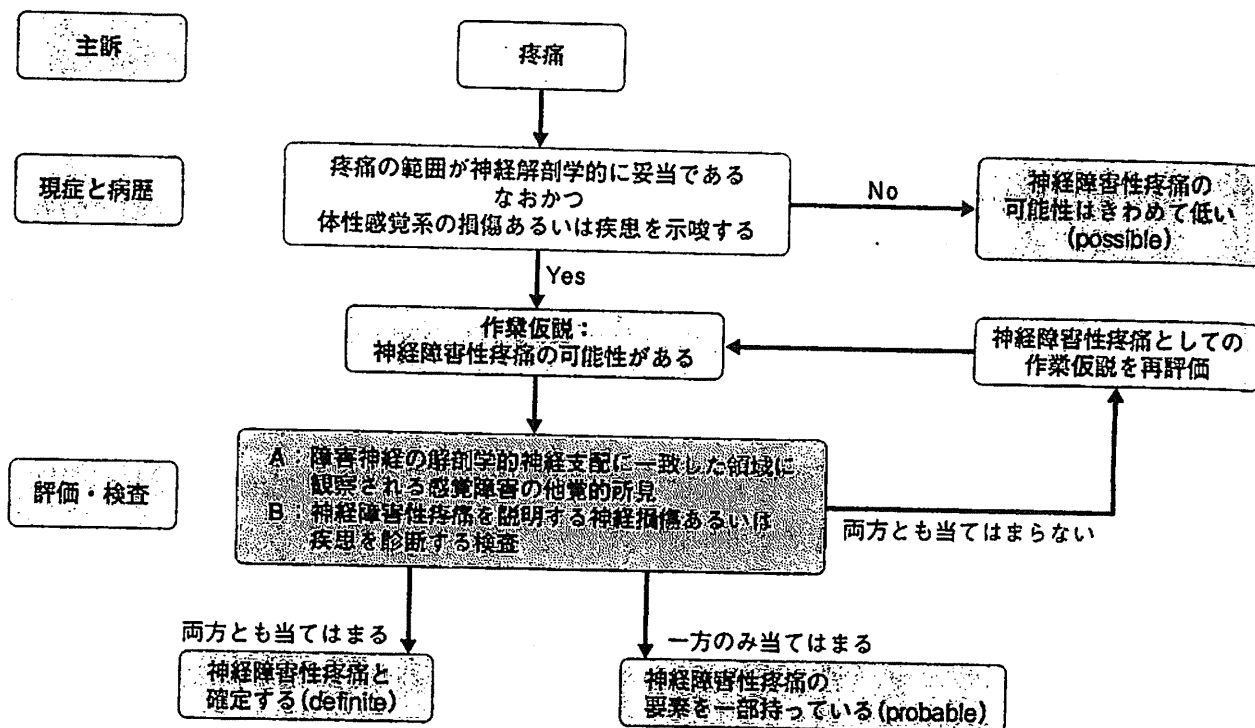 主訴
疼痛
現症と病歴
疼痛の範囲が神経解剖学的に妥当である
なおかつ
体性感覚系の損傷あるいは疾患を示唆する
No
神経障害性疼痛の
可能性はきわめて低い
(possible)
Yes
作業仮説：
神経障害性疼痛の可能性がある
神経障害性疼痛としての
作業仮説を再評価
評価・検査
A：障害神経の解剖学的神経支配に一致した領域に
観察される感覚障害の他覚的所見
B：神経障害性疼痛を説明する神経損傷あるいは
疾患を診断する検査
両方とも当てはまらない
両方とも当てはまる
一方のみ当てはまる
神経障害性疼痛と
確定する(definite)
神経障害性疼痛の
要素を一部持っている(probable)